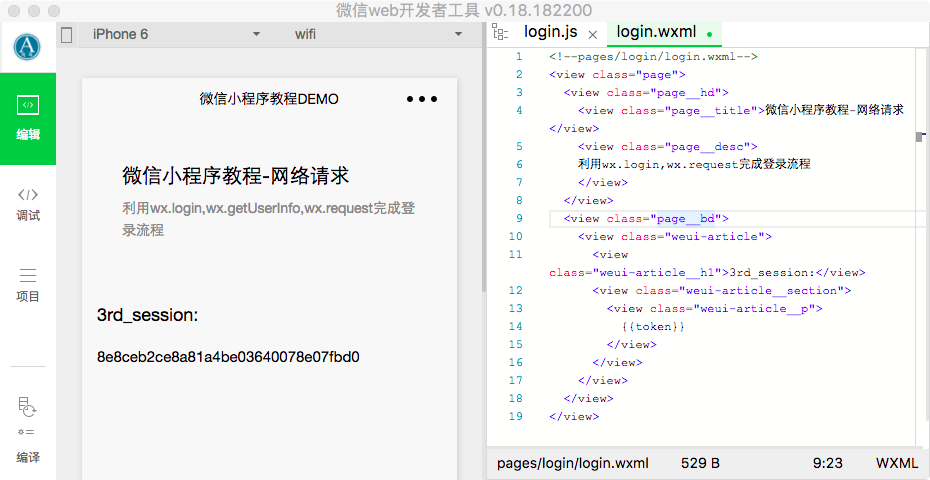 微信web开发者工具 v0.18.182200
iPhone 6
wifi
login.js
login.wxml
编辑
调试
项目
编译
微信小程序教程DEMO
微信小程序教程-网络请求
利用wx.login,wx.getUserInfo,wx.request完成登录流程
3rd_session:
8e8ceb2ce8a81a4be03640078e07fbd0
1 <!--pages/login/login.wxml-->
2 <view class="page">
3 <view class="page__hd">
4 <view class="page__title">微信小程序教程-网络请求
</view>
5 <view class="page__desc">
6 利用wx.login,wx.request完成登录流程
7 </view>
8 </view>
9 <view class="page__bd">
10 <view class="weui-article">
11 <view
class="weui-article__h1">3rd_session:</view>
12 <view class="weui-article__section">
13 <view class="weui-article__p">
14 {{token}}
15 </view>
16 </view>
17 </view>
18 </view>
19 </view>
pages/login/login.wxml
529 B
9:23
WXML